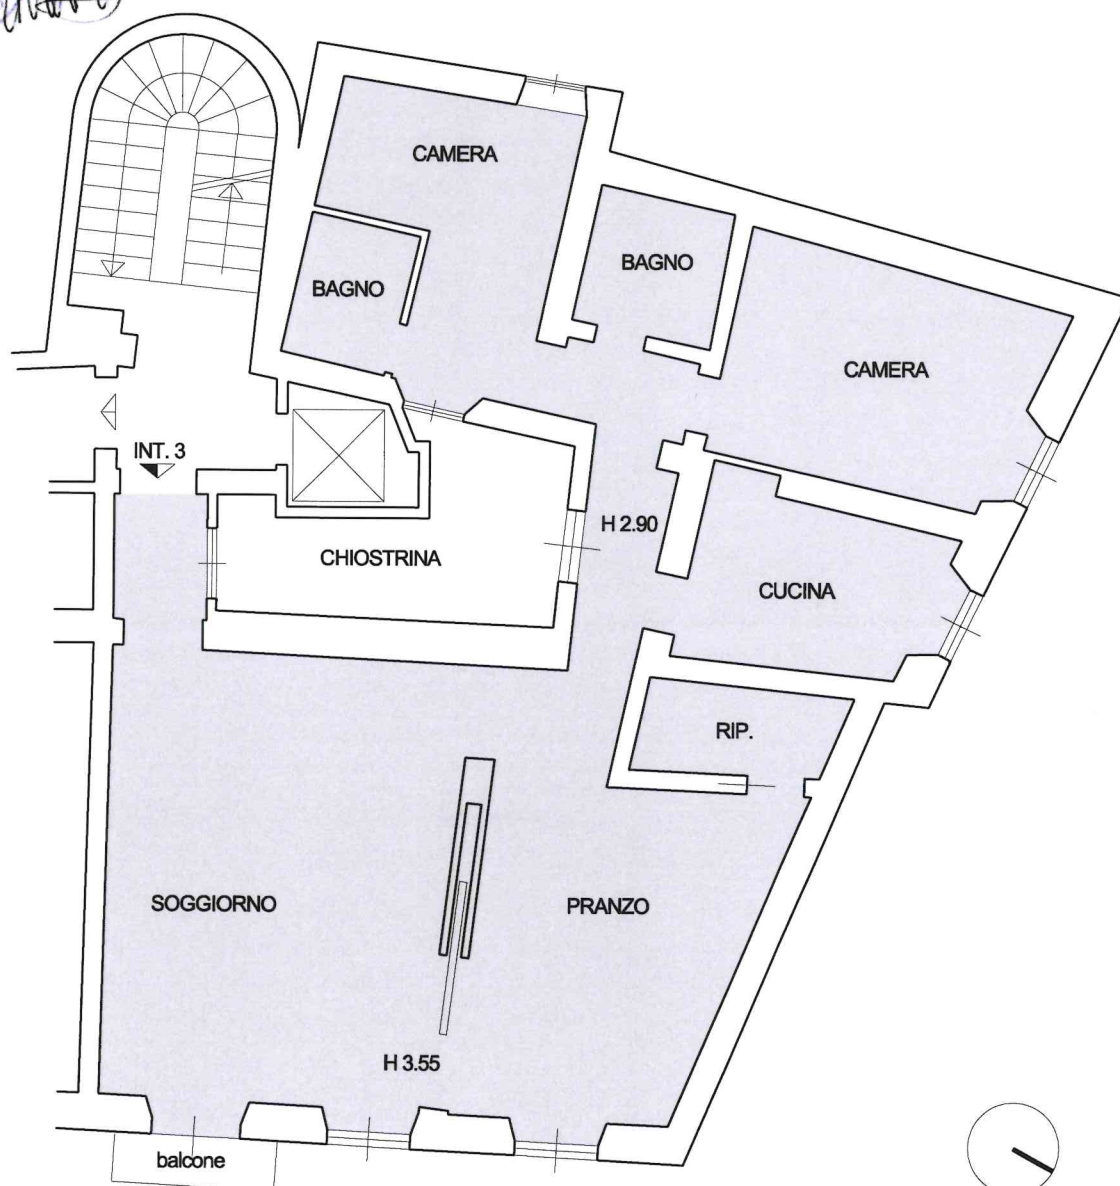 CAMERA
BAGNO
BAGNO
CAMERA
INT. 3
H 2.90
CHIOSTRINA
CUCINA
RIP.
SOGGIORNO
PRANZO
H 3.55
balcone